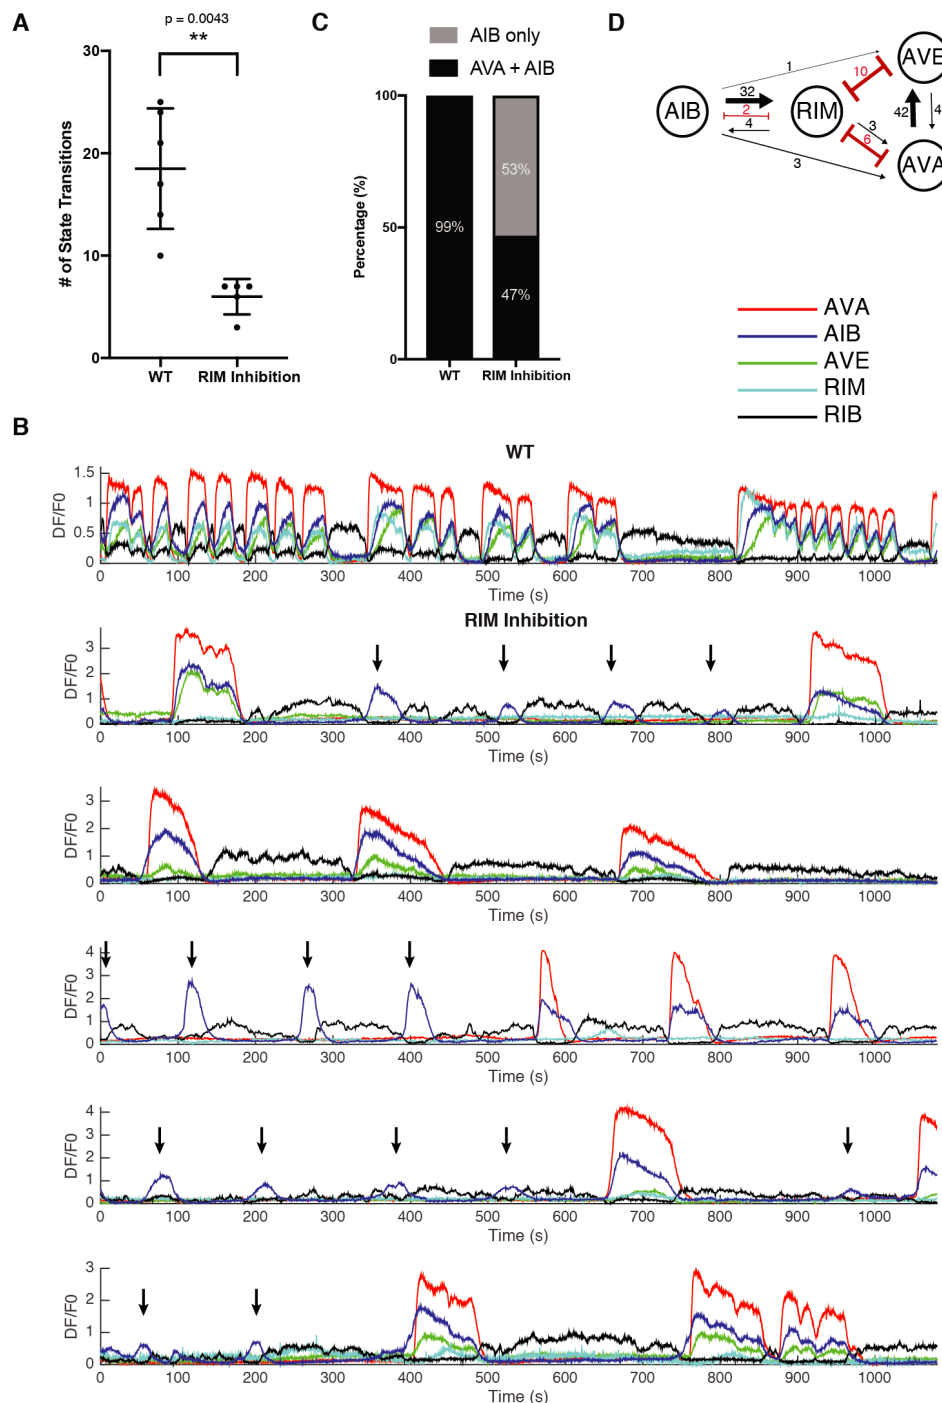 A
p = 0.0043
**
30
20
10
0
# of State Transitions
WT
RIM Inhibition
C
AIB only
AVA + AIB
100
50
0
Percentage (%)
99%
53%
47%
WT
RIM Inhibition
D
AIB
RIM
AVE
AVA
1
32
2
4
3
10
3
6
42
4
AVA
AIB
AVE
RIM
RIB
B
WT
1.5
1
0.5
0
DF/F0
0 100 200 300 400 500 600 700 800 900 1000
Time (s)
RIM Inhibition
3
2
1
0
DF/F0
0 100 200 300 400 500 600 700 800 900 1000
Time (s)
3
2
1
0
DF/F0
0 100 200 300 400 500 600 700 800 900 1000
Time (s)
4
3
2
1
0
DF/F0
0 100 200 300 400 500 600 700 800 900 1000
Time (s)
4
3
2
1
0
DF/F0
0 100 200 300 400 500 600 700 800 900 1000
Time (s)
3
2
1
0
DF/F0
0 100 200 300 400 500 600 700 800 900 1000
Time (s)